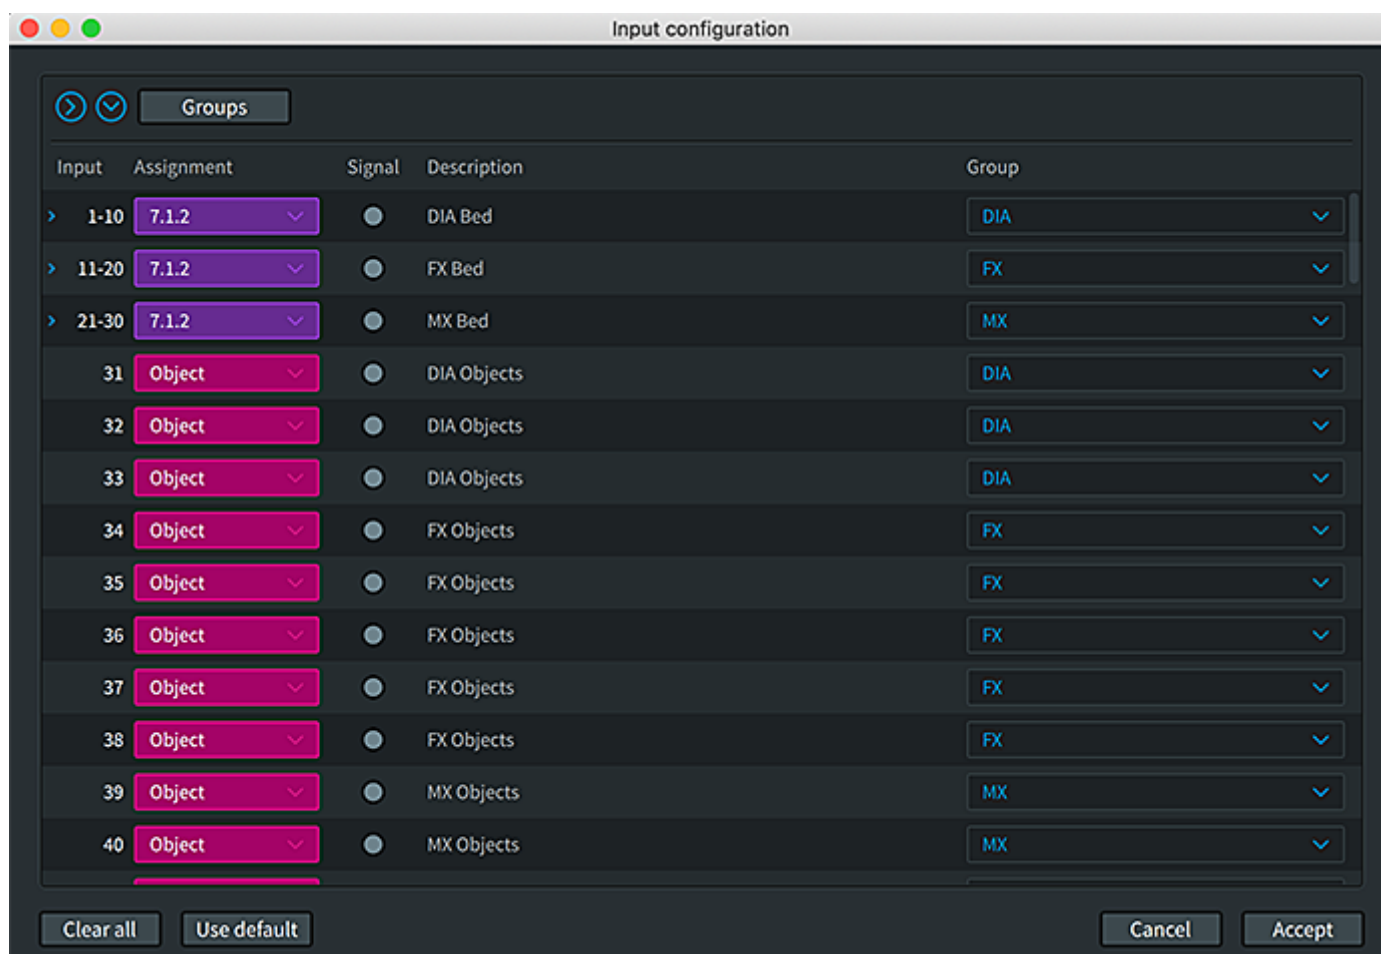 Input configuration
Groups
Input Assignment Signal Description Group
1-10 7.1.2 DIA Bed DIA
11-20 7.1.2 FX Bed FX
21-30 7.1.2 MX Bed MX
31 Object DIA Objects DIA
32 Object DIA Objects DIA
33 Object DIA Objects DIA
34 Object FX Objects FX
35 Object FX Objects FX
36 Object FX Objects FX
37 Object FX Objects FX
38 Object FX Objects FX
39 Object MX Objects MX
40 Object MX Objects MX
Clear all Use default Cancel Accept